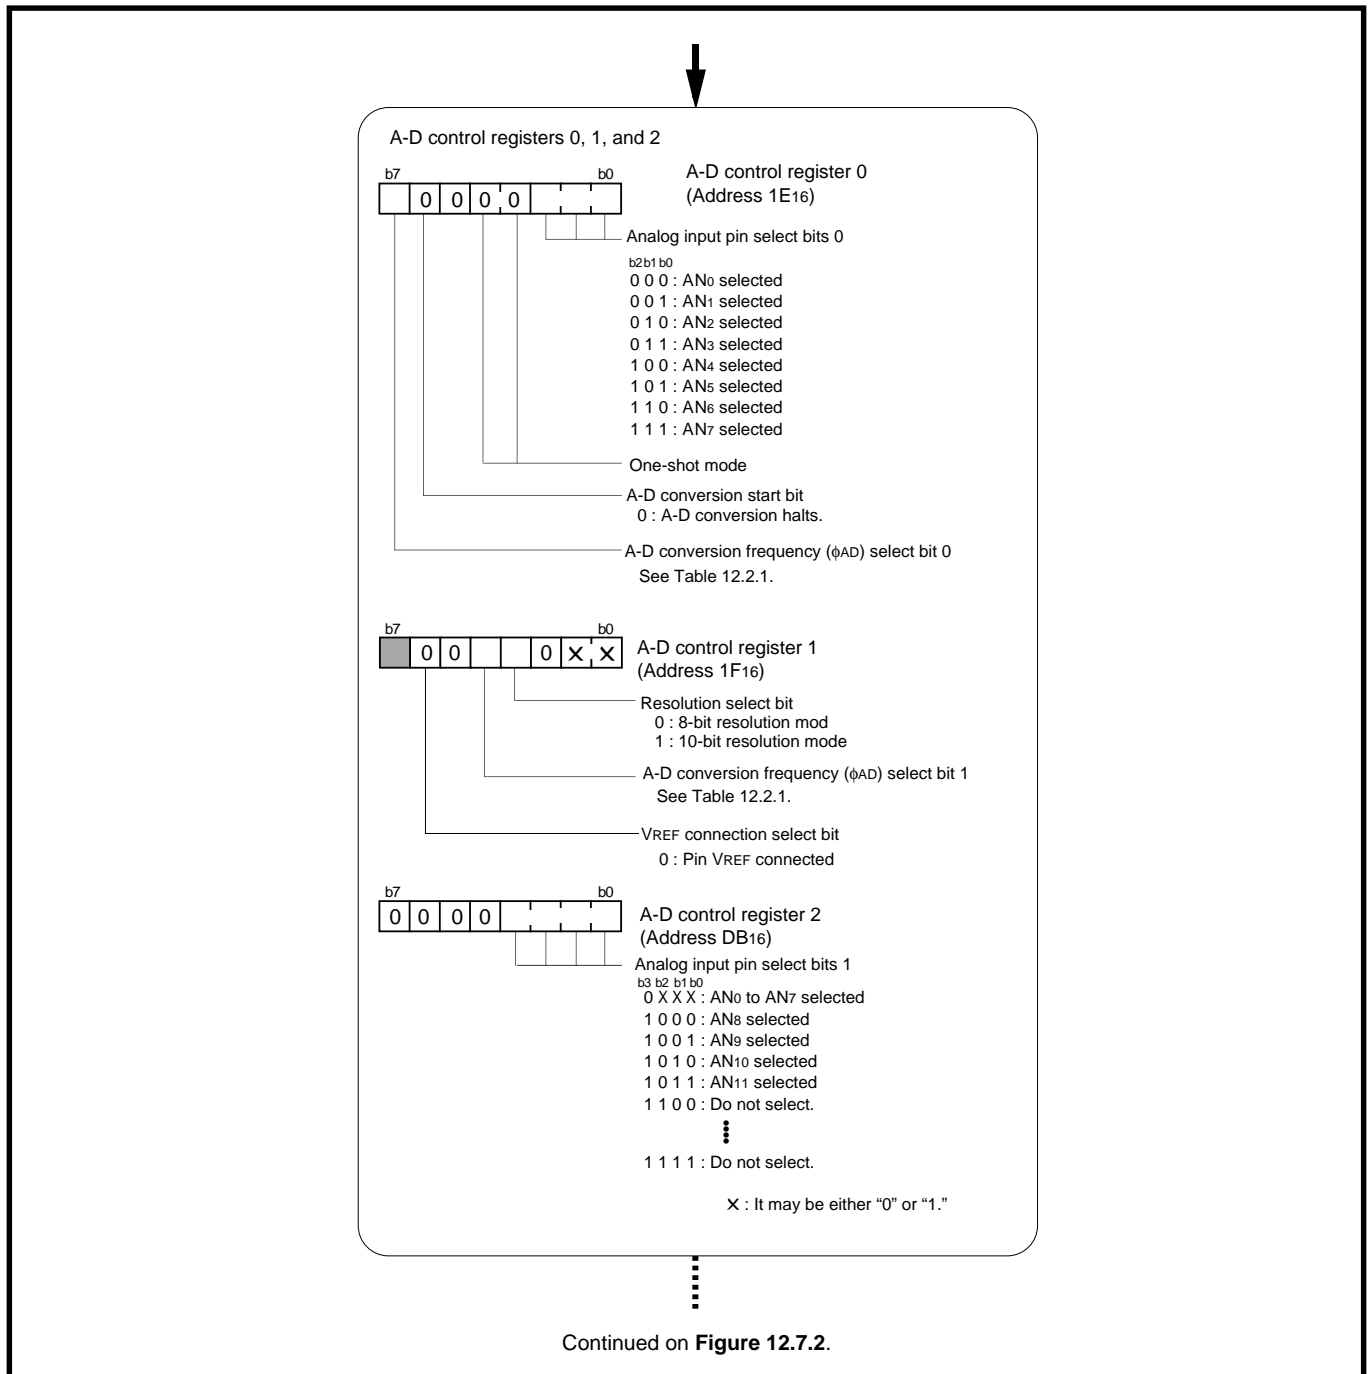 A-D control registers 0, 1, and 2
b7 b0
0 0 0 0
A-D control register 0
(Address 1E16)
Analog input pin select bits 0
b2b1b0
0 0 0 : AN0 selected
0 0 1 : AN1 selected
0 1 0 : AN2 selected
0 1 1 : AN3 selected
1 0 0 : AN4 selected
1 0 1 : AN5 selected
1 1 0 : AN6 selected
1 1 1 : AN7 selected
One-shot mode
A-D conversion start bit
0 : A-D conversion halts.
A-D conversion frequency (ϕAD) select bit 0
See Table 12.2.1.
b7 b0
0 0 0 X X
A-D control register 1
(Address 1F16)
Resolution select bit
0 : 8-bit resolution mod
1 : 10-bit resolution mode
A-D conversion frequency (ϕAD) select bit 1
See Table 12.2.1.
VREF connection select bit
0 : Pin VREF connected
b7 b0
0 0 0 0
A-D control register 2
(Address DB16)
Analog input pin select bits 1
b3 b2 b1b0
0 X X X : AN0 to AN7 selected
1 0 0 0 : AN8 selected
1 0 0 1 : AN9 selected
1 0 1 0 : AN10 selected
1 0 1 1 : AN11 selected
1 1 0 0 : Do not select.
1 1 1 1 : Do not select.
X : It may be either “0” or “1.”
Continued on Figure 12.7.2.